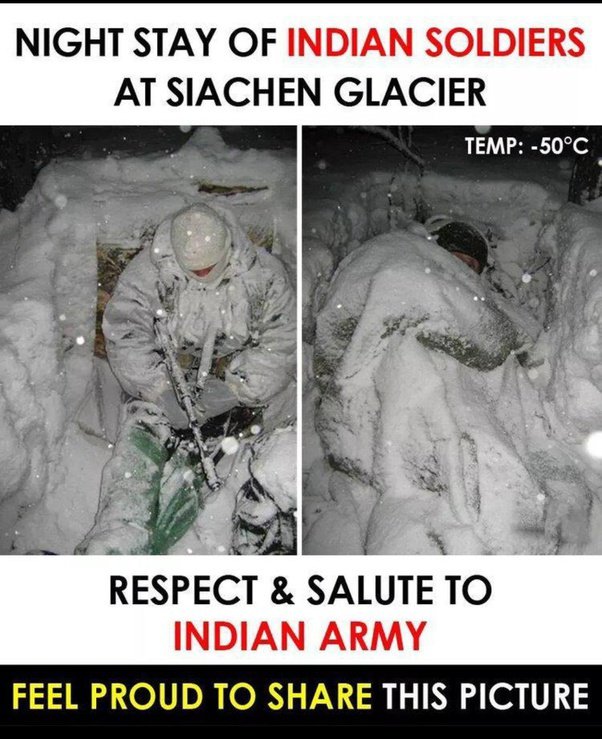 NIGHT STAY OF INDIAN SOLDIERS
AT SIACHEN GLACIER
TEMP: -50°C
RESPECT & SALUTE TO
INDIAN ARMY
FEEL PROUD TO SHARE THIS PICTURE